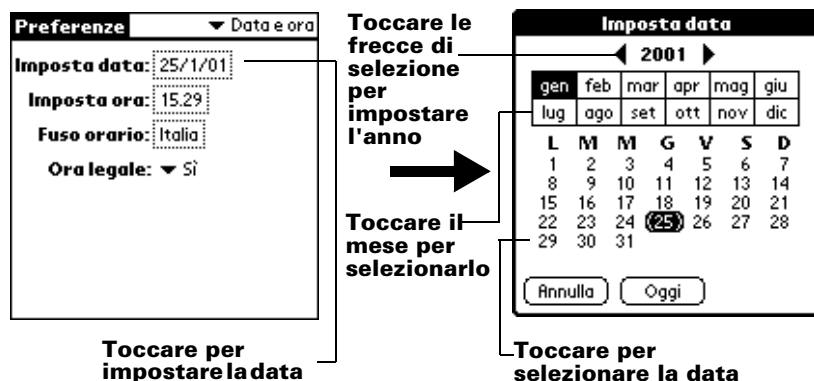 Preferenze
Data e ora
Imposta data: 25/1/01
Imposta ora: 15.29
Fuso orario: Italia
Ora legale: Sì
Toccare per
impostare la data
Toccare le
frecce di
selezione
per
impostare
l'anno
Toccare il
mese per
selezionarlo
Imposta data
2001
gen feb mar apr mag giu
lug ago set ott nov dic
L M M G V S D
1 2 3 4 5 6 7
8 9 10 11 12 13 14
15 16 17 18 19 20 21
22 23 24 25 26 27 28
29 30 31
Annulla Oggi
Toccare per
selezionare la data